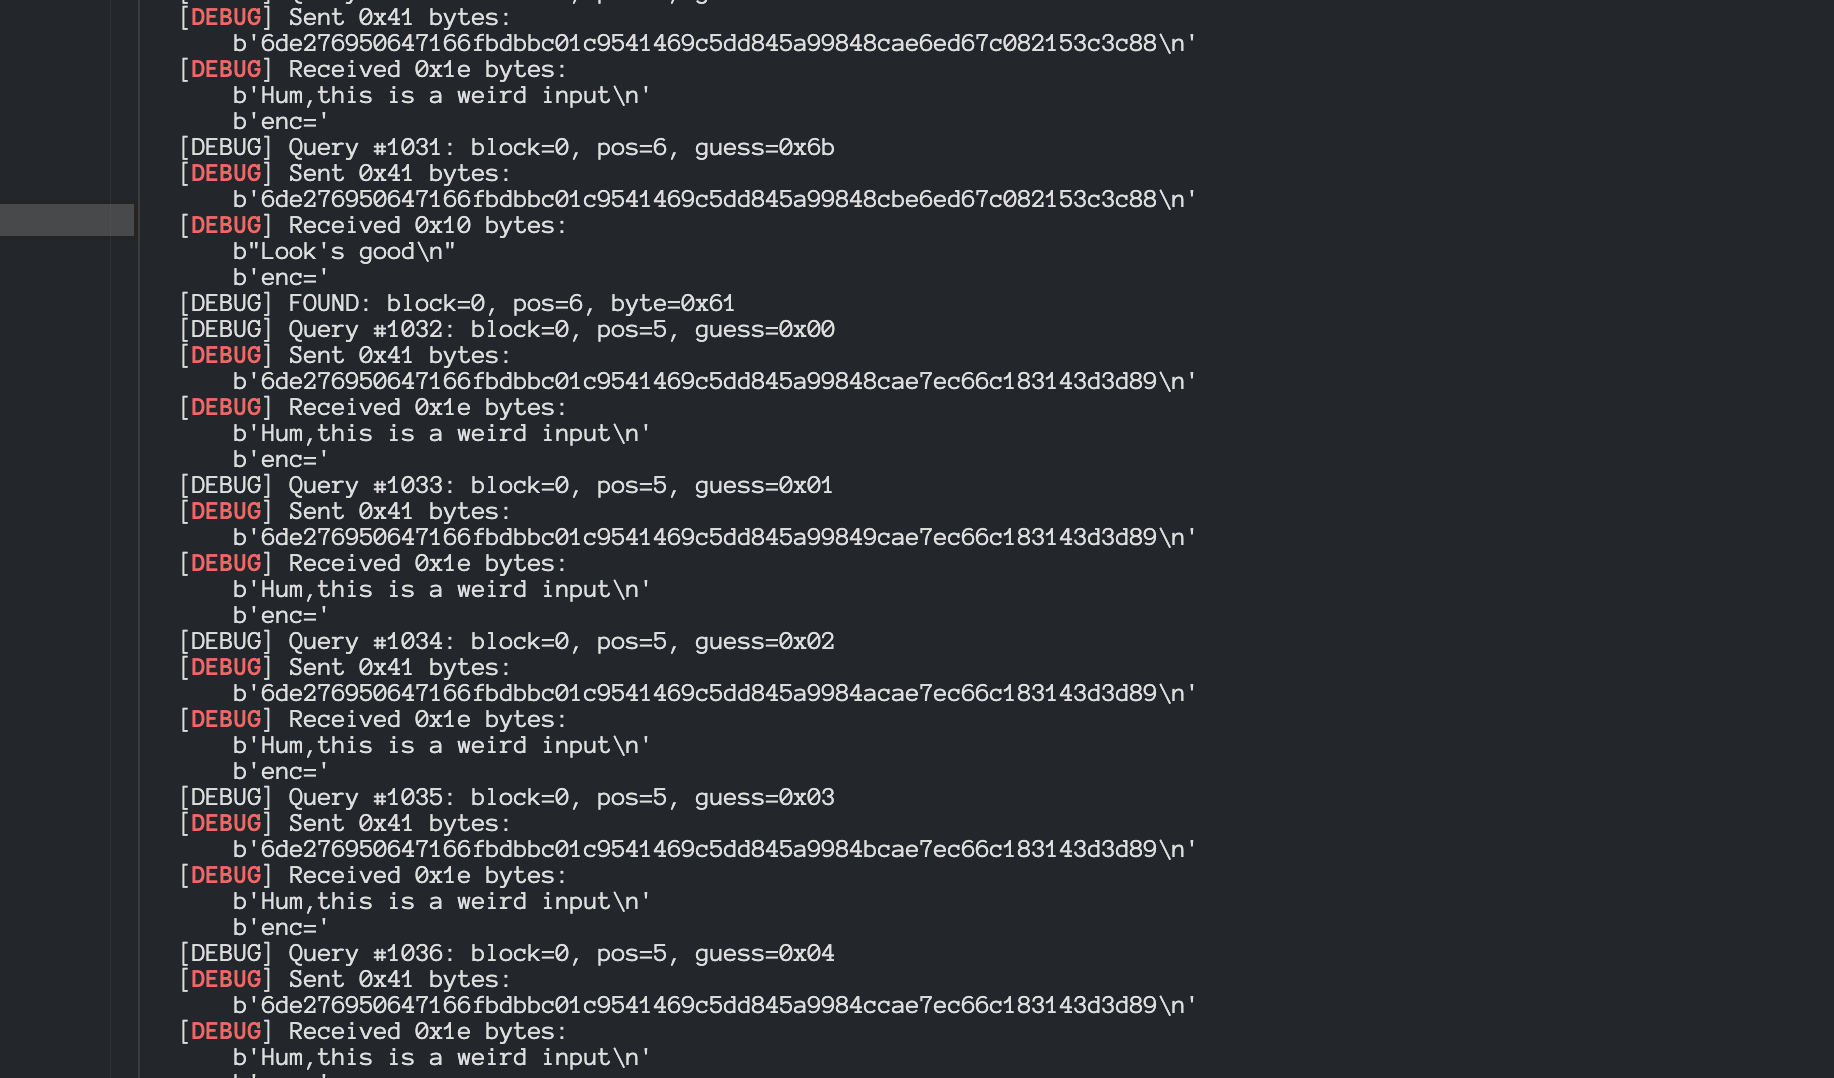 [DEBUG] Sent 0x41 bytes:
b'6de276950647166fbdbbc01c9541469c5dd845a99848cae6ed67c082153c3c88\n'
[DEBUG] Received 0x1e bytes:
b'Hum,this is a weird input\n'
b'enc='
[DEBUG] Query #1031: block=0, pos=6, guess=0x6b
[DEBUG] Sent 0x41 bytes:
b'6de276950647166fbdbbc01c9541469c5dd845a99848cbe6ed67c082153c3c88\n'
[DEBUG] Received 0x10 bytes:
b"Look's good\n"
b'enc='
[DEBUG] FOUND: block=0, pos=6, byte=0x61
[DEBUG] Query #1032: block=0, pos=5, guess=0x00
[DEBUG] Sent 0x41 bytes:
b'6de276950647166fbdbbc01c9541469c5dd845a99848cae7ec66c183143d3d89\n'
[DEBUG] Received 0x1e bytes:
b'Hum,this is a weird input\n'
b'enc='
[DEBUG] Query #1033: block=0, pos=5, guess=0x01
[DEBUG] Sent 0x41 bytes:
b'6de276950647166fbdbbc01c9541469c5dd845a99849cae7ec66c183143d3d89\n'
[DEBUG] Received 0x1e bytes:
b'Hum,this is a weird input\n'
b'enc='
[DEBUG] Query #1034: block=0, pos=5, guess=0x02
[DEBUG] Sent 0x41 bytes:
b'6de276950647166fbdbbc01c9541469c5dd845a9984acae7ec66c183143d3d89\n'
[DEBUG] Received 0x1e bytes:
b'Hum,this is a weird input\n'
b'enc='
[DEBUG] Query #1035: block=0, pos=5, guess=0x03
[DEBUG] Sent 0x41 bytes:
b'6de276950647166fbdbbc01c9541469c5dd845a9984bcae7ec66c183143d3d89\n'
[DEBUG] Received 0x1e bytes:
b'Hum,this is a weird input\n'
b'enc='
[DEBUG] Query #1036: block=0, pos=5, guess=0x04
[DEBUG] Sent 0x41 bytes:
b'6de276950647166fbdbbc01c9541469c5dd845a9984ccae7ec66c183143d3d89\n'
[DEBUG] Received 0x1e bytes:
b'Hum,this is a weird input\n'